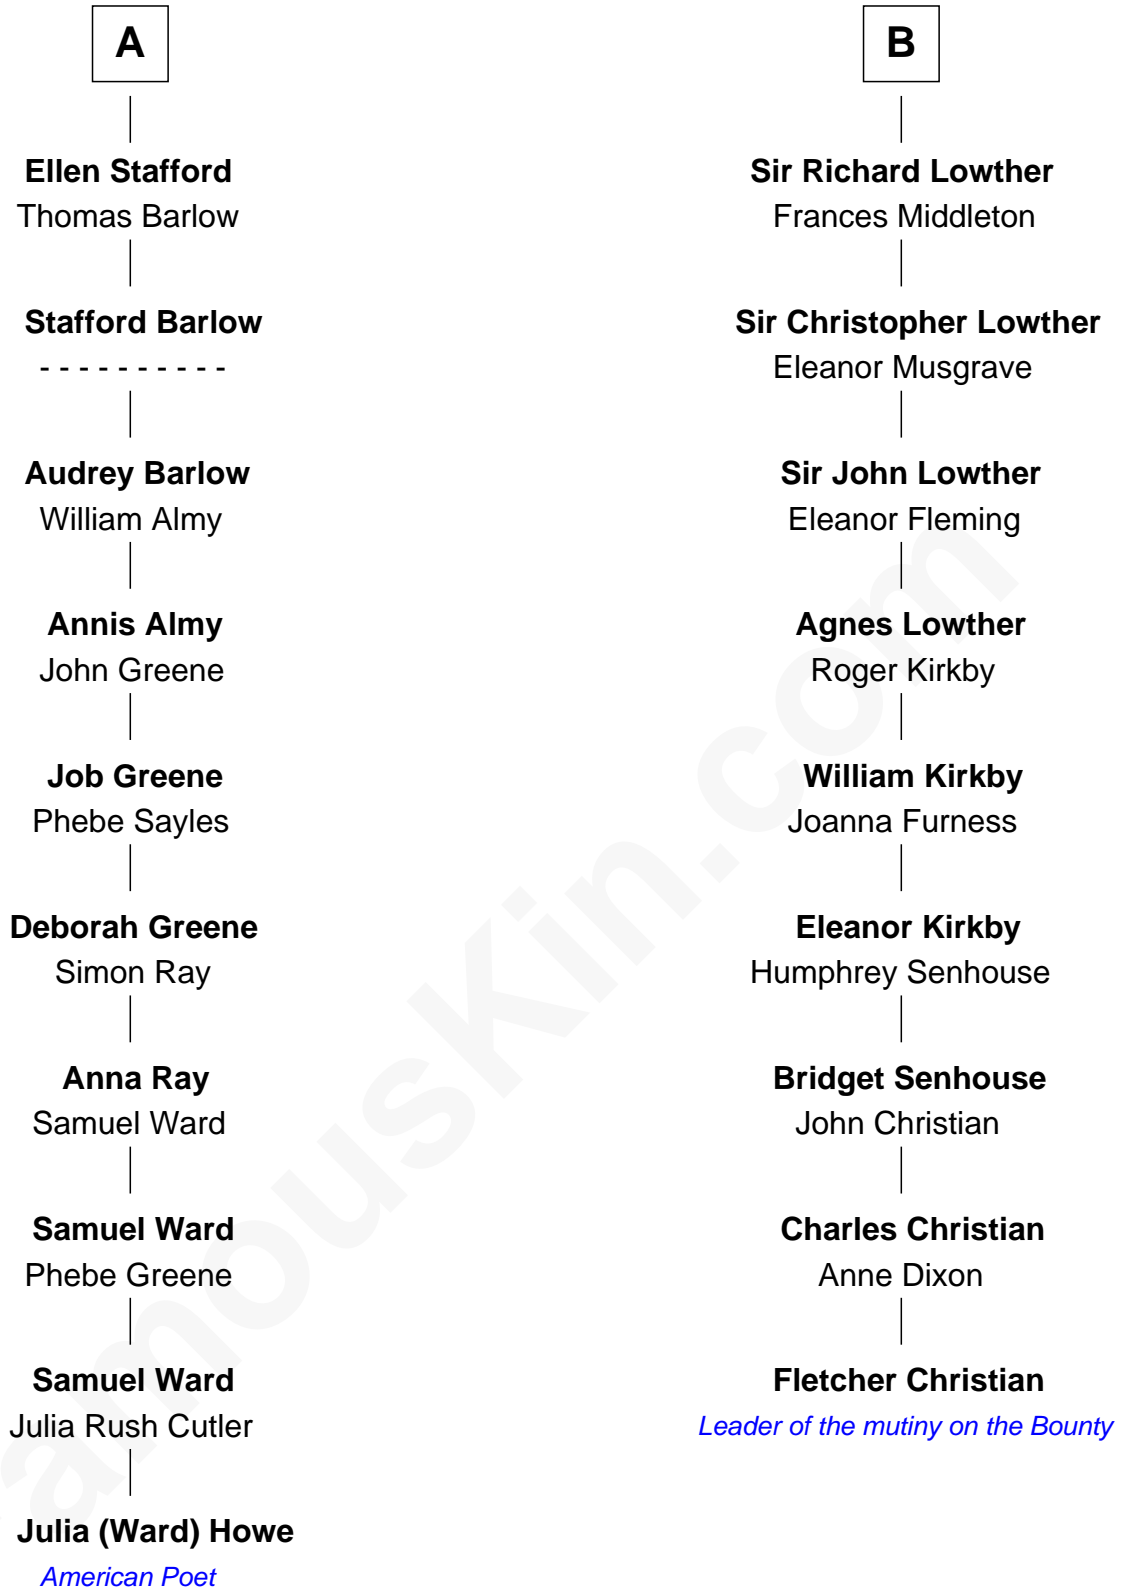 A
Ellen Stafford
Thomas Barlow
Stafford Barlow
- - - - - - - - - -
Audrey Barlow
William Almy
Annis Almy
John Greene
Job Greene
Phebe Sayles
Deborah Greene
Simon Ray
Anna Ray
Samuel Ward
Samuel Ward
Phebe Greene
Samuel Ward
Julia Rush Cutler
Julia (Ward) Howe
American Poet
B
Sir Richard Lowther
Frances Middleton
Sir Christopher Lowther
Eleanor Musgrave
Sir John Lowther
Eleanor Fleming
Agnes Lowther
Roger Kirkby
William Kirkby
Joanna Furness
Eleanor Kirkby
Humphrey Senhouse
Bridget Senhouse
John Christian
Charles Christian
Anne Dixon
Fletcher Christian
Leader of the mutiny on the Bounty
amousKin.com